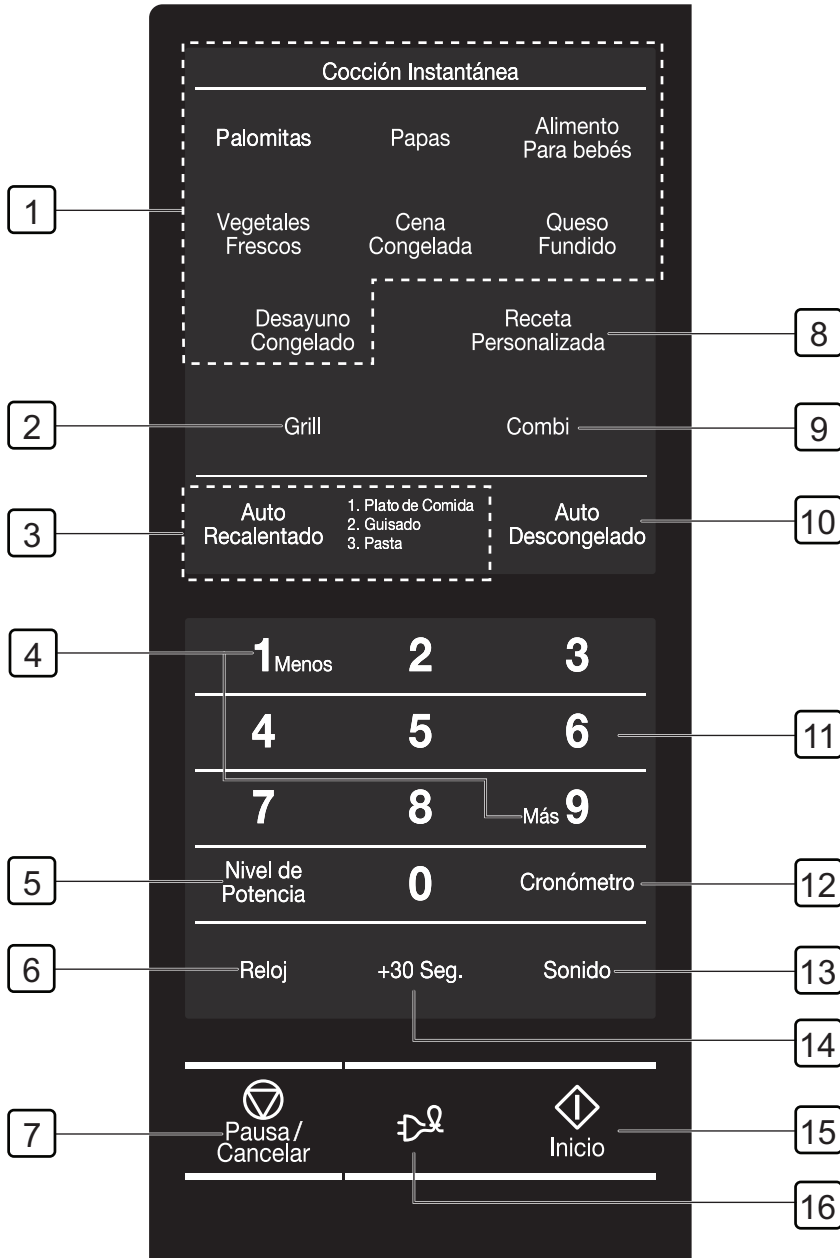 Cocción Instantánea
Palomitas
Papas
Alimento
Para bebés
Vegetales
Frescos
Cena
Congelada
Queso
Fundido
1
Desayuno
Congelado
Receta
Personalizada
8
2
Grill
Combi
9
3
Auto
Recalentado
1. Plato de Comida
2. Guisado
3. Pasta
Auto
Descongelado
10
4
1 Menos
2
3
4
5
6
11
7
8
Más 9
5
Nivel de
Potencia
0
Cronómetro
12
6
Reloj
+30 Seg.
Sonido
13
14
7
Pausa/
Cancelar
Inicio
15
16